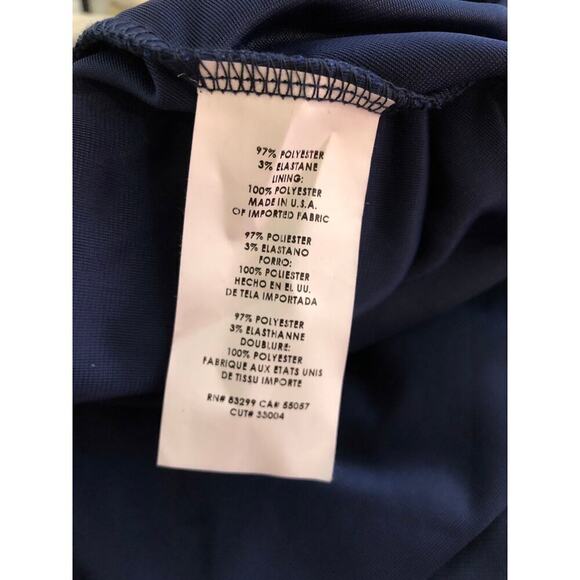 97% POLYESTER
3% ELASTANE
LINING:
100% POLYESTER
MADE IN U.S.A.
OF IMPORTED FABRIC
97% POLIESTER
3% ELASTANO
FORRO:
100% POLIESTER
HECHO EN EL UU.
DE TELA IMPORTADA
97% POLYESTER
3% ELASTHANNE
DOUBLURE:
100% POLYESTER
FABRIQUE AUX ETATS UNIS
DE TISSU IMPORTE
RN# 53299 CA# 55057
CUT# 33004